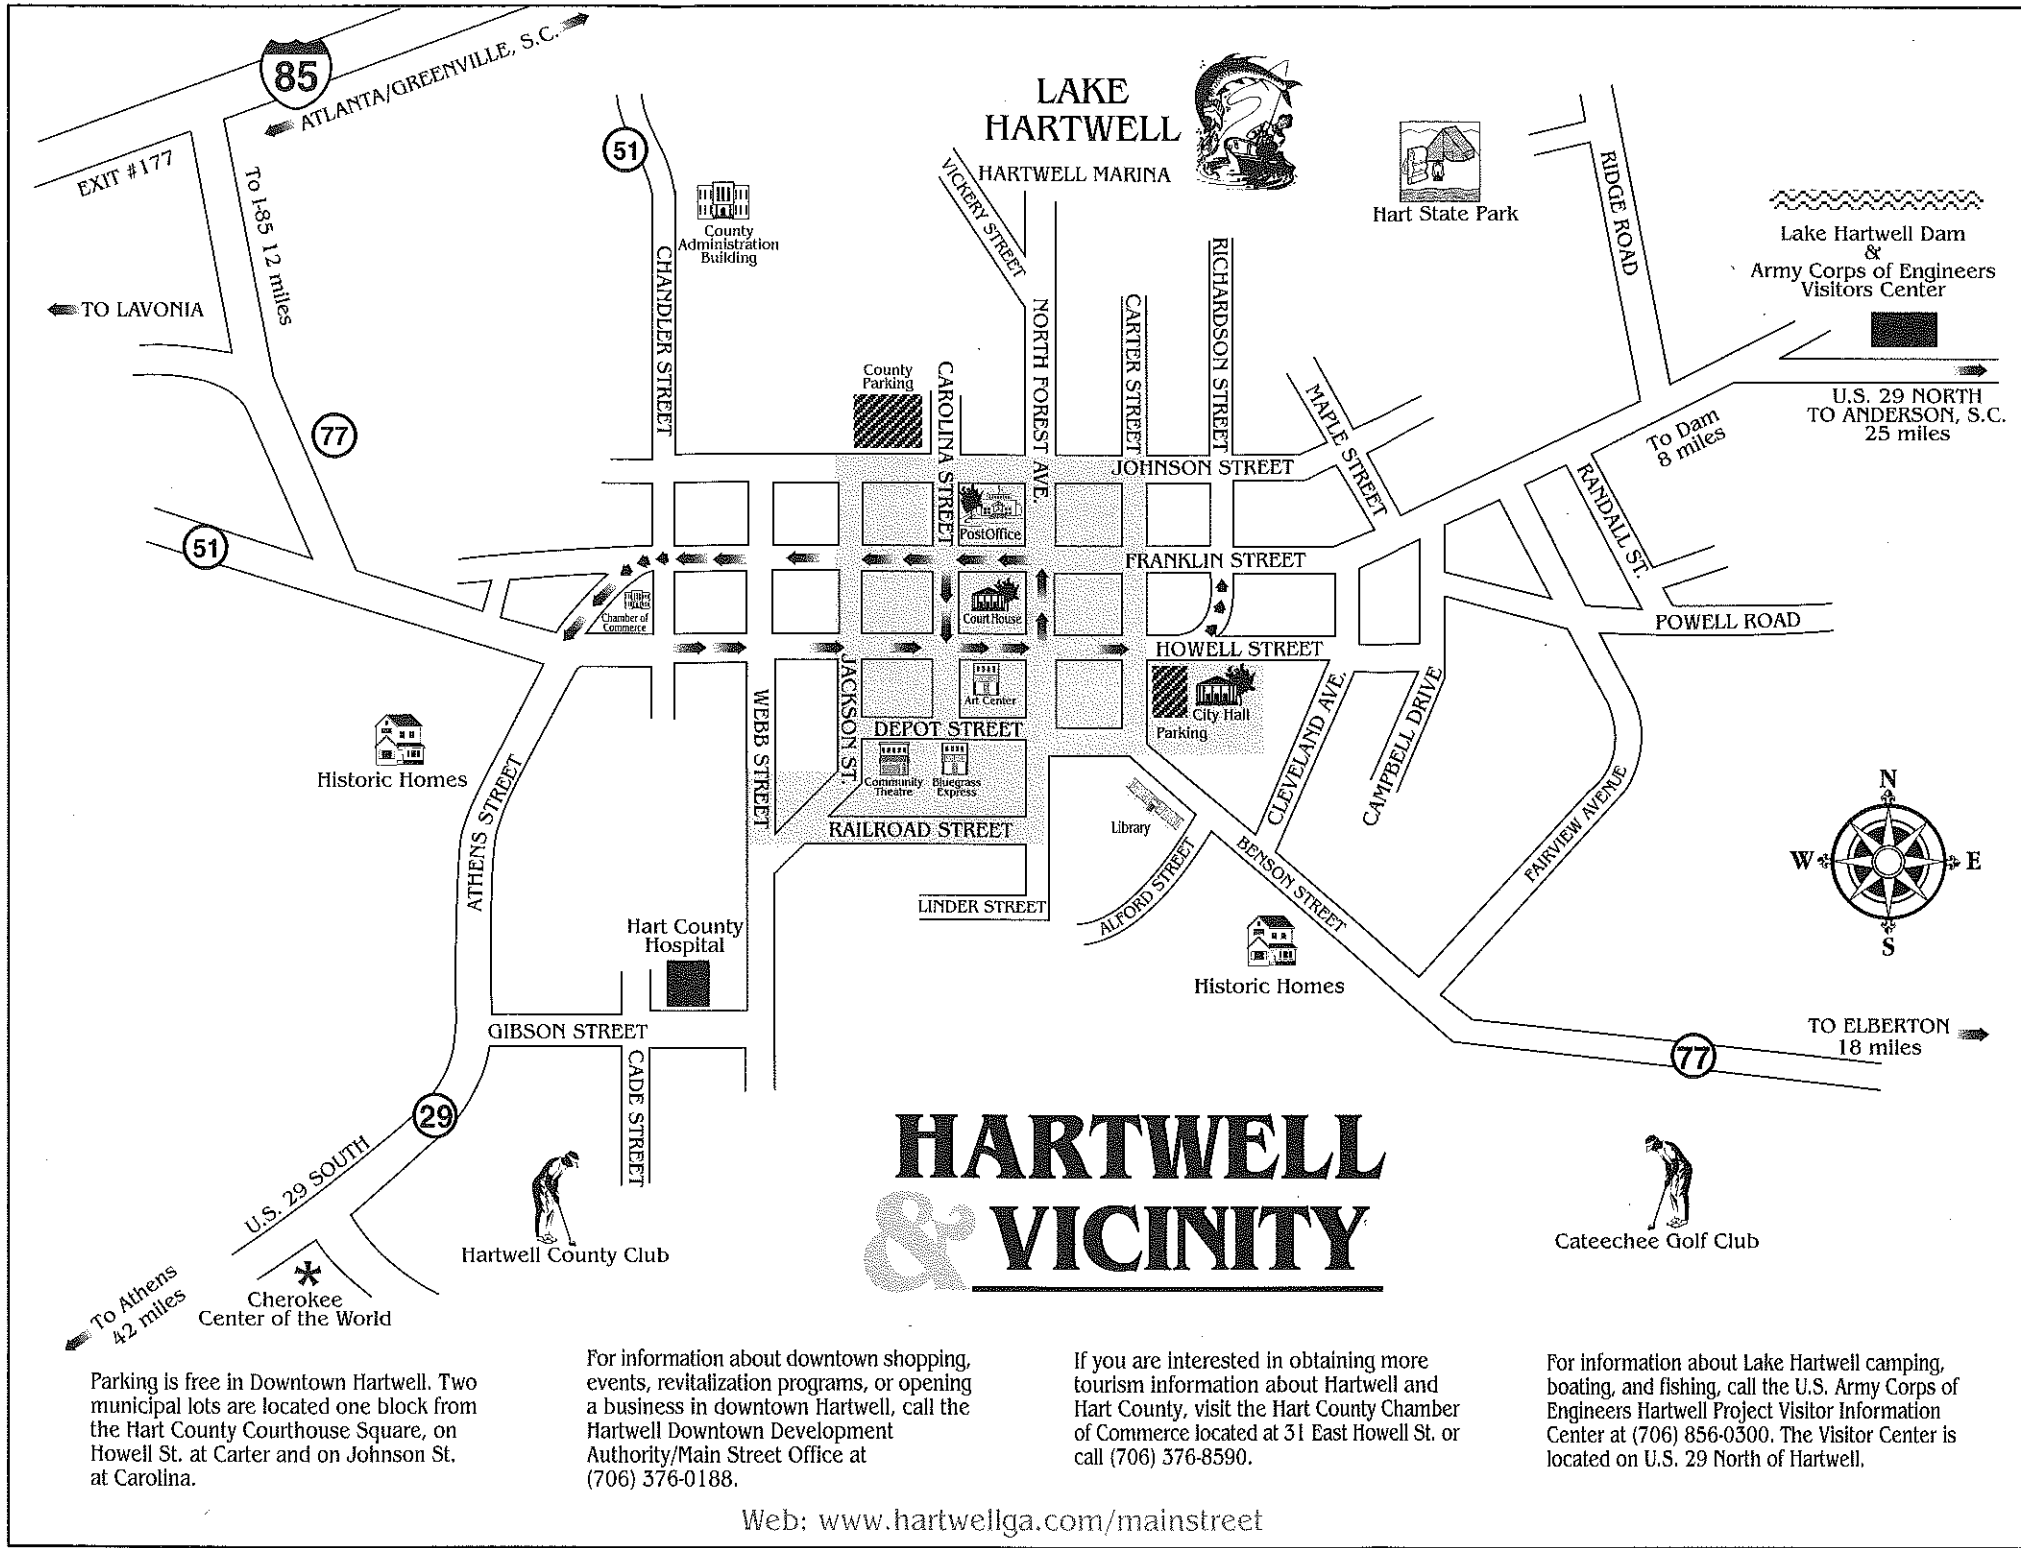 85
ATLANTA/GREENVILLE, S.C.
EXIT #177
To I-85 12 miles
TO LAVONIA
77
51
51
County
Administration
Building
CHANDLER STREET
LAKE
HARTWELL
HARTWELL MARINA
VICKERY STREET
NORTH FOREST AVE.
CARTER STREET
RICHARDSON STREET
Hart State Park
RIDGE ROAD
Lake Hartwell Dam
&
Army Corps of Engineers
Visitors Center
U.S. 29 NORTH
TO ANDERSON, S.C.
25 miles
To Dam
8 miles
MAPLE STREET
RANDALL ST.
POWELL ROAD
County
Parking
CAROLINA STREET
JOHNSON STREET
Post Office
FRANKLIN STREET
Court House
Chamber of
Commerce
HOWELL STREET
Art Center
City Hall
Parking
JACKSON ST.
WEBB STREET
DEPOT STREET
Community
Theatre
Bluegrass
Express
RAILROAD STREET
Library
LINDER STREET
ALFORD STREET
BENSON STREET
CLEVELAND AVE.
CAMPBELL DRIVE
FAIRVIEW AVENUE
N
W
E
S
Historic Homes
ATHENS STREET
Hart County
Hospital
GIBSON STREET
CADE STREET
29
U.S. 29 SOUTH
Historic Homes
TO ELBERTON
18 miles
77
Hartwell County Club
HARTWELL
& VICINITY
Cateechee Golf Club
*
Cherokee
Center of the World
To Athens
42 miles
Parking is free in Downtown Hartwell. Two
municipal lots are located one block from
the Hart County Courthouse Square, on
Howell St. at Carter and on Johnson St.
at Carolina.
For information about downtown shopping,
events, revitalization programs, or opening
a business in downtown Hartwell, call the
Hartwell Downtown Development
Authority/Main Street Office at
(706) 376-0188.
If you are interested in obtaining more
tourism information about Hartwell and
Hart County, visit the Hart County Chamber
of Commerce located at 31 East Howell St. or
call (706) 376-8590.
For information about Lake Hartwell camping,
boating, and fishing, call the U.S. Army Corps of
Engineers Hartwell Project Visitor Information
Center at (706) 856-0300. The Visitor Center is
located on U.S. 29 North of Hartwell.
Web: www.hartwellga.com/mainstreet